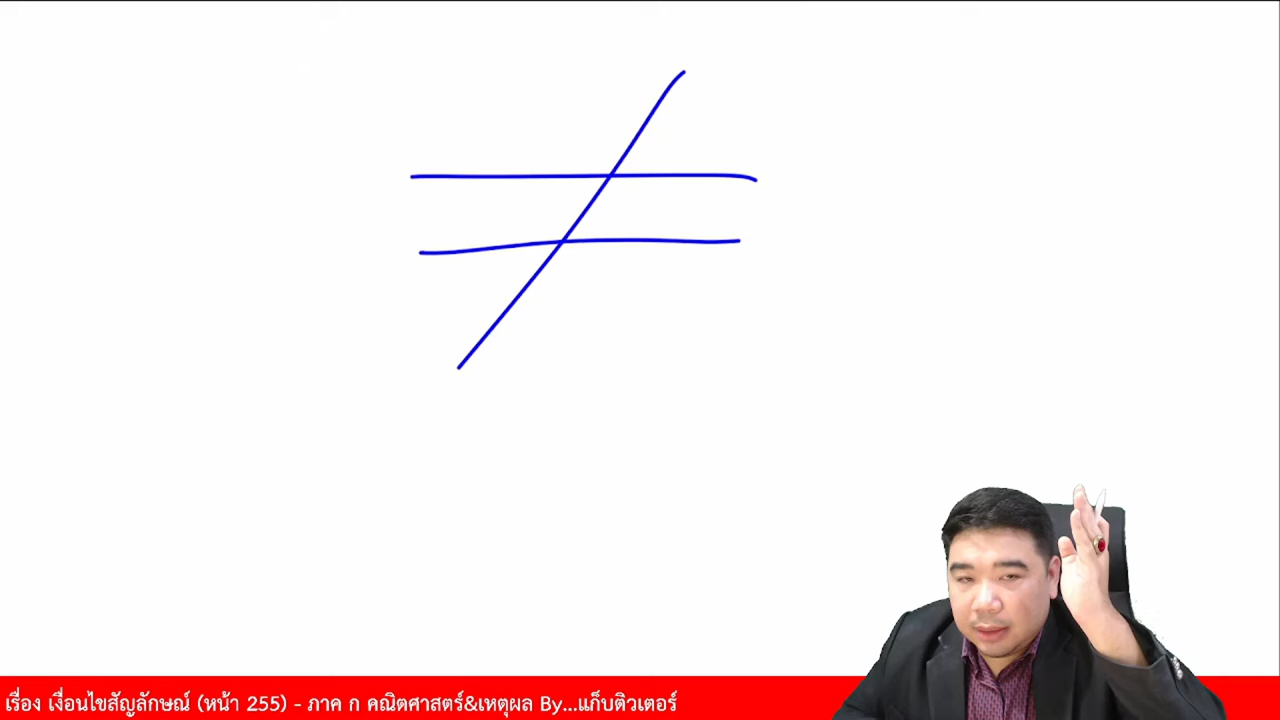 ≠
เรื่อง เงื่อนไขสัญลักษณ์ (หน้า 255) - ภาค ก คณิตศาสตร์&เหตุผล By...แก็บติวเตอร์